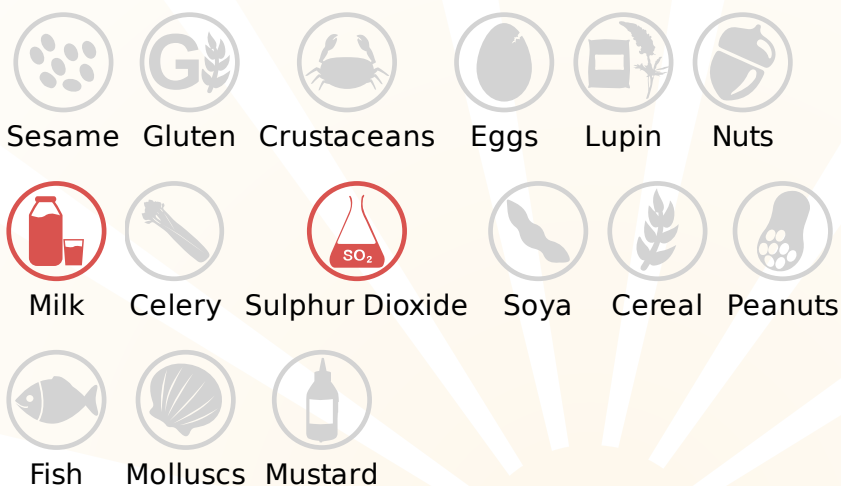 G
Sesame Gluten Crustaceans Eggs Lupin Nuts
SO₂
Milk Celery Sulphur Dioxide Soya Cereal Peanuts
Fish Molluscs Mustard